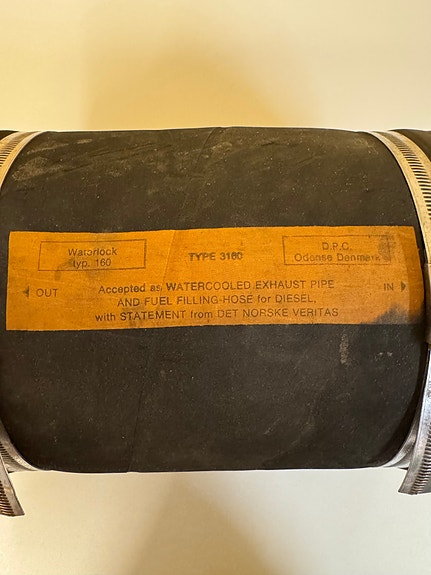 Waterlock
typ. 160
TYPE 3160
D.P.C.
Odense Denmark
OUT
Accepted as WATERCOOLED EXHAUST PIPE
IN
AND FUEL FILLING-HOSE for DIESEL,
with STATEMENT from DET NORSKE VERITAS